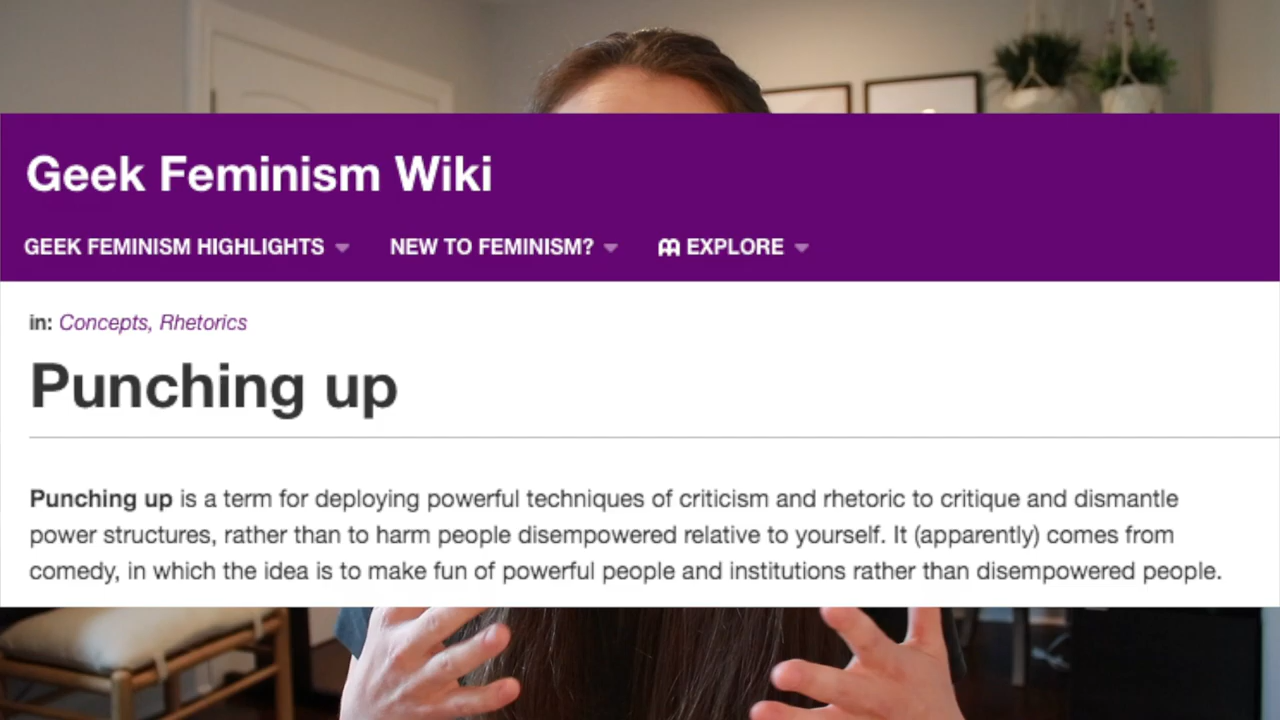 Geek Feminism Wiki
GEEK FEMINISM HIGHLIGHTS NEW TO FEMINISM? EXPLORE
in: Concepts, Rhetorics
Punching up
Punching up is a term for deploying powerful techniques of criticism and rhetoric to critique and dismantle
power structures, rather than to harm people disempowered relative to yourself. It (apparently) comes from
comedy, in which the idea is to make fun of powerful people and institutions rather than disempowered people.